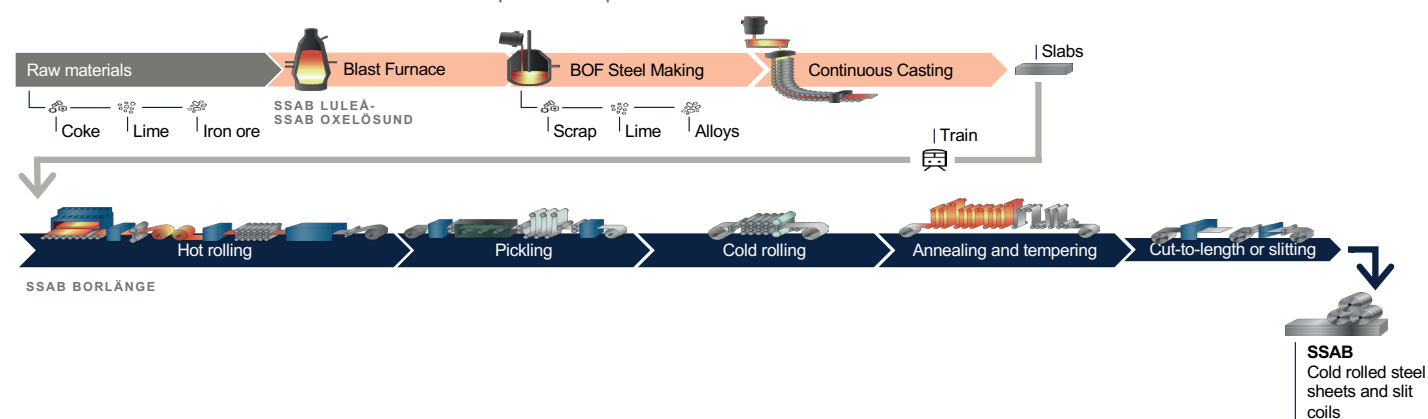 Raw materials
Blast Furnace
BOF Steel Making
Continuous Casting
Slabs
SSAB LULEÅ-
SSAB OXELÖSUND
Coke
Lime
Iron ore
Scrap
Lime
Alloys
Train
Hot rolling
Pickling
Cold rolling
Annealing and tempering
Cut-to-length or slitting
SSAB BORLÄNGE
SSAB
Cold rolled steel
sheets and slit
coils